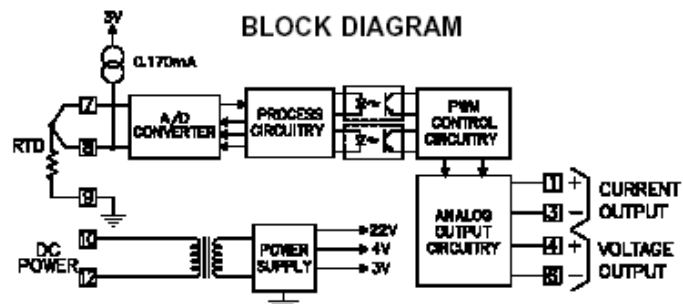 BLOCK DIAGRAM
3V
0.170mA
7
8
9
RTD
A/D
CONVERTER
PROCESS
CIRCUITRY
PWM
CONTROL
CIRCUITRY
ANALOG
OUTPUT
CIRCUITRY
1 +
3 −
CURRENT
OUTPUT
4 +
−
VOLTAGE
OUTPUT
10
12
DC
POWER
POWER
SUPPLY
22V
4V
3V